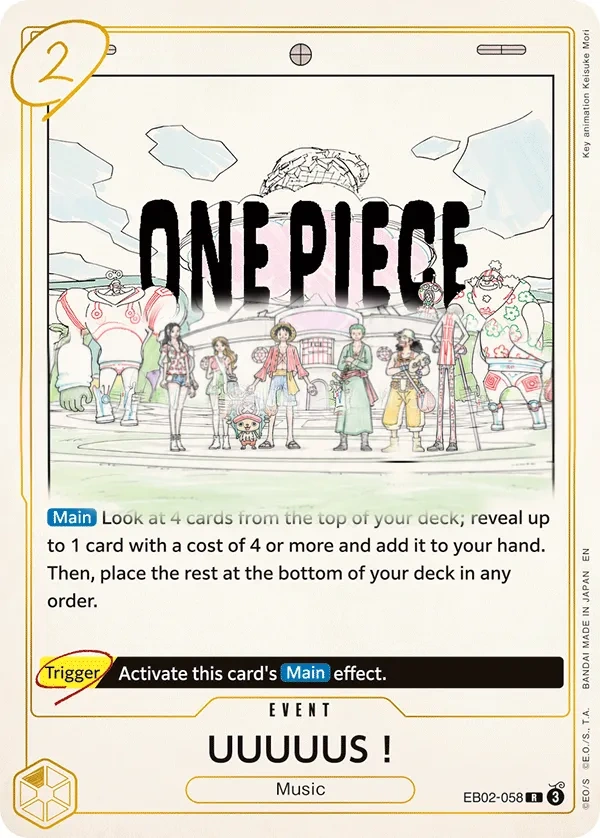 2
Key animation Keisuke Mori
ONE PIECE
Main Look at 4 cards from the top of your deck; reveal up
to 1 card with a cost of 4 or more and add it to your hand.
Then, place the rest at the bottom of your deck in any
order.
Trigger Activate this card's Main effect.
EVENT
UUUUUS !
Music
EB02-058 R 3
©EO/S ©E.O./S., T.A. BANDAI MADE IN JAPAN EN